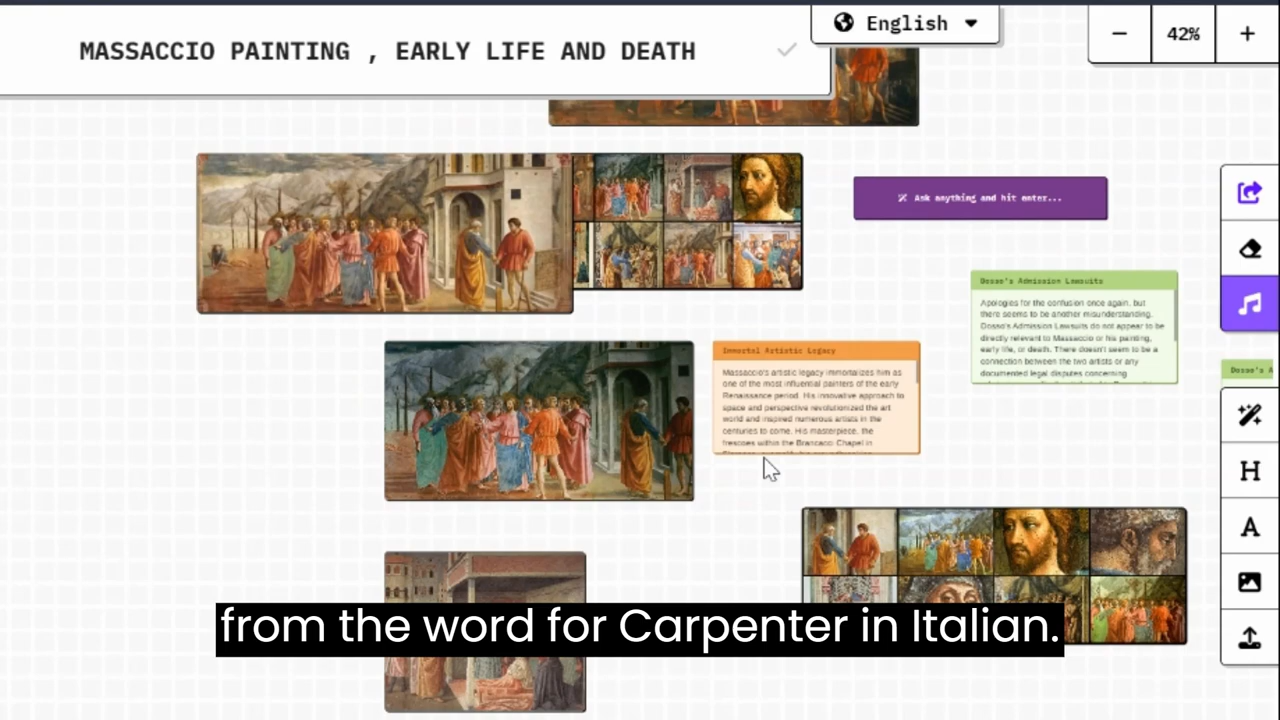 English
42%
MASSACCIO PAINTING , EARLY LIFE AND DEATH
Ask anything and hit enter...
Dosso's Admission Lawsuits
Apologies for the confusion once again, but
there seems to be another misunderstanding.
Dosso's Admission Lawsuits do not appear to be
directly relevant to Massaccio or his painting,
early life, or death. There doesn't seem to be a
connection between the two artists or any
documented legal disputes concerning
Immortal Artistic Legacy
Massaccio's artistic legacy immortalizes him as
one of the most influential painters of the early
Renaissance period. His innovative approach to
space and perspective revolutionized the art
world and inspired numerous artists in the
centuries to come. His masterpiece, the
frescoes within the Brancacci Chapel in
Dosso's A
H
A
from the word for Carpenter in Italian.